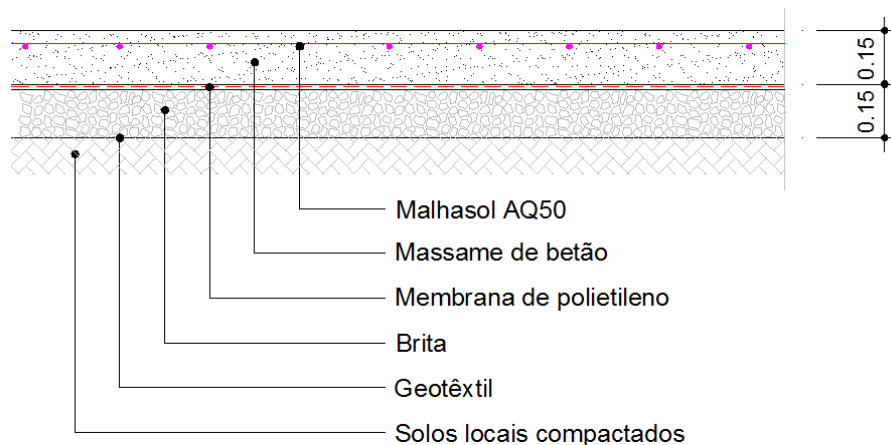 0.15
0.15
Malhasol AQ50
Massame de betão
Membrana de polietileno
Brita
Geotêxtil
Solos locais compactados